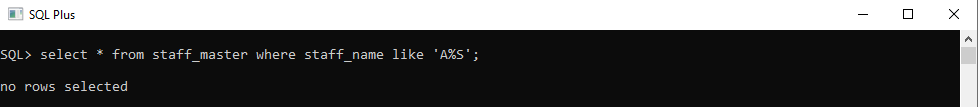 SQL Plus
SQL> select * from staff_master where staff_name like 'A%S';
no rows selected